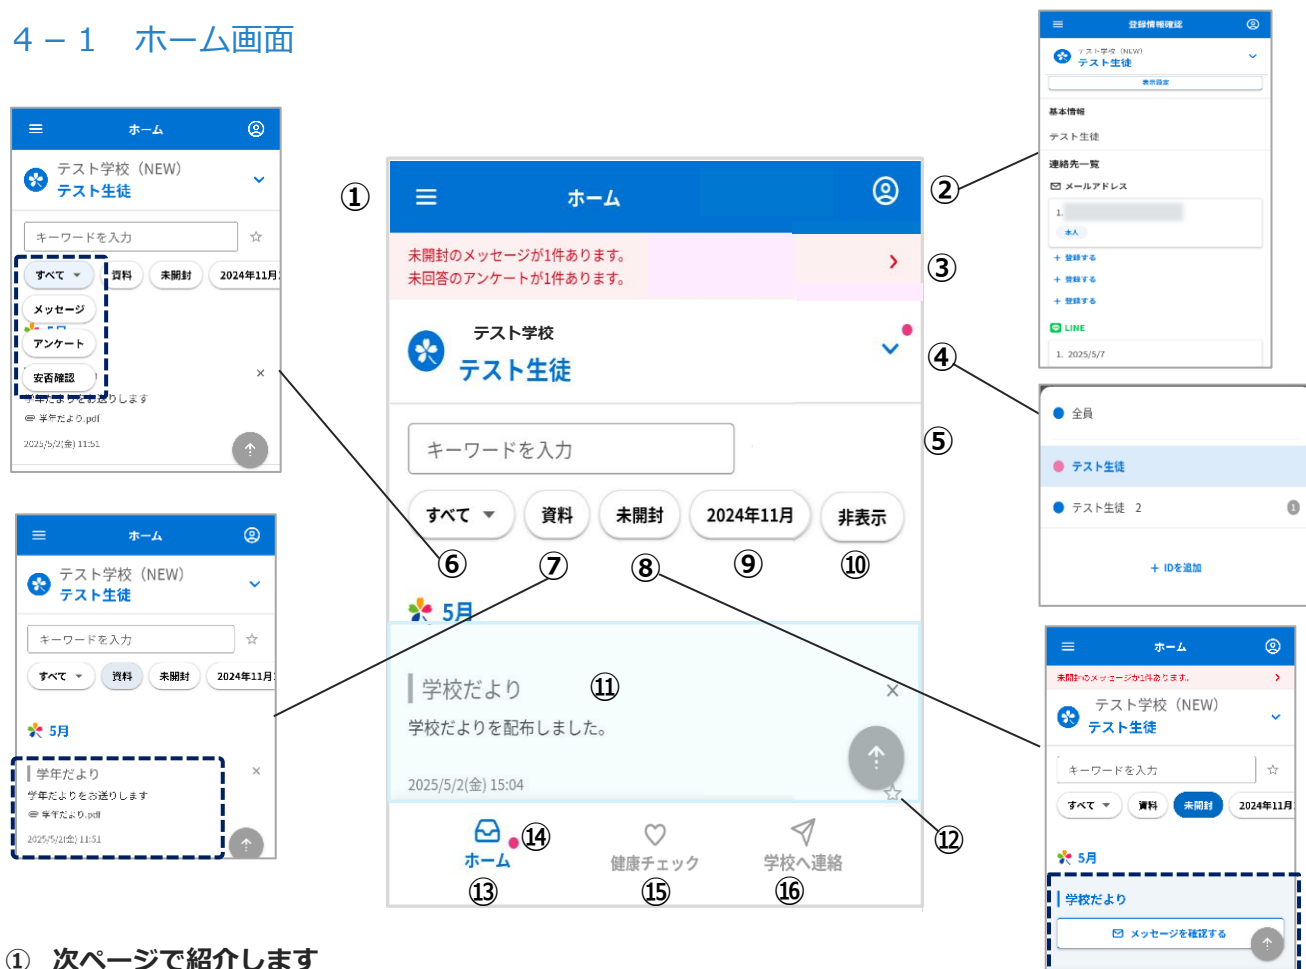 4－1　ホーム画面
ホーム
テスト学校（NEW）
テスト生徒
キーワードを入力
すべて
資料
未開封
2024年11月
メッセージ
5月
アンケート
安否確認
学年だよりをお送りします
学年だより.pdf
2025/5/2(金) 11:51
ホーム
テスト学校（NEW）
テスト生徒
キーワードを入力
すべて
資料
未開封
2024年11月
5月
学年だより
学年だよりをお送りします
学年だより.pdf
2025/5/2(金) 11:51
①
ホーム
②
未開封のメッセージが1件あります。
未回答のアンケートが1件あります。
③
テスト学校
テスト生徒
④
キーワードを入力
⑤
すべて
資料
未開封
2024年11月
非表示
⑥
⑦
⑧
⑨
⑩
5月
学校だより
⑪
学校だよりを配布しました。
2025/5/2(金) 15:04
⑫
⑭
ホーム
健康チェック
学校へ連絡
⑬
⑮
⑯
登録情報確認
テスト学校（NEW）
テスト生徒
表示設定
基本情報
テスト生徒
連絡先一覧
メールアドレス
1.
本人
＋ 登録する
＋ 登録する
＋ 登録する
LINE
1. 2025/5/7
全員
テスト生徒
テスト生徒　2
1
＋ IDを追加
ホーム
未開封のメッセージが1件あります。
テスト学校（NEW）
テスト生徒
キーワードを入力
すべて
資料
未開封
2024年11月
5月
学校だより
メッセージを確認する
①　次ページで紹介します